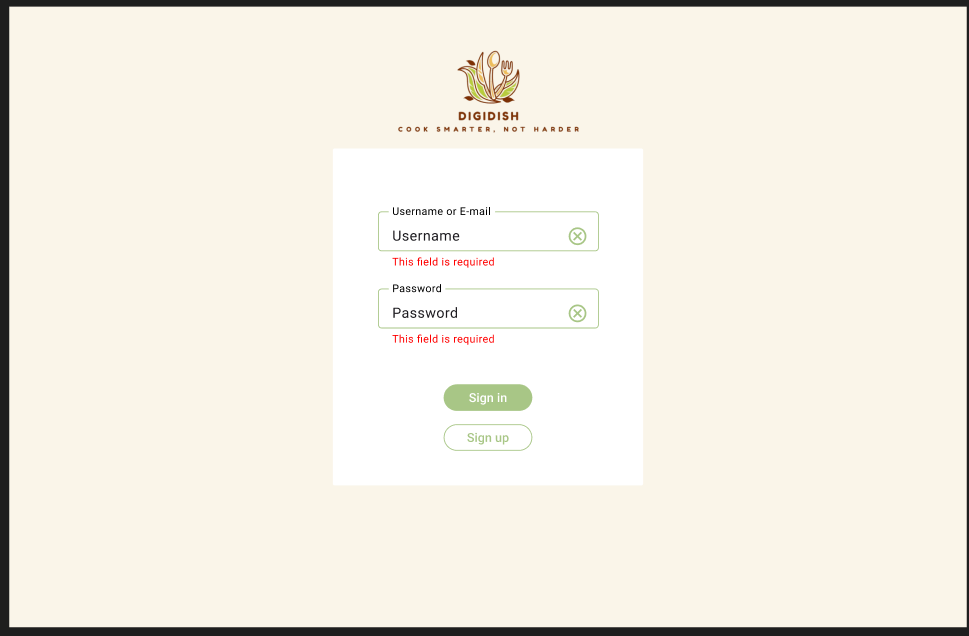 DIGIDISH
COOK SMARTER, NOT HARDER
Username or E-mail
Username
This field is required
Password
Password
This field is required
Sign in
Sign up